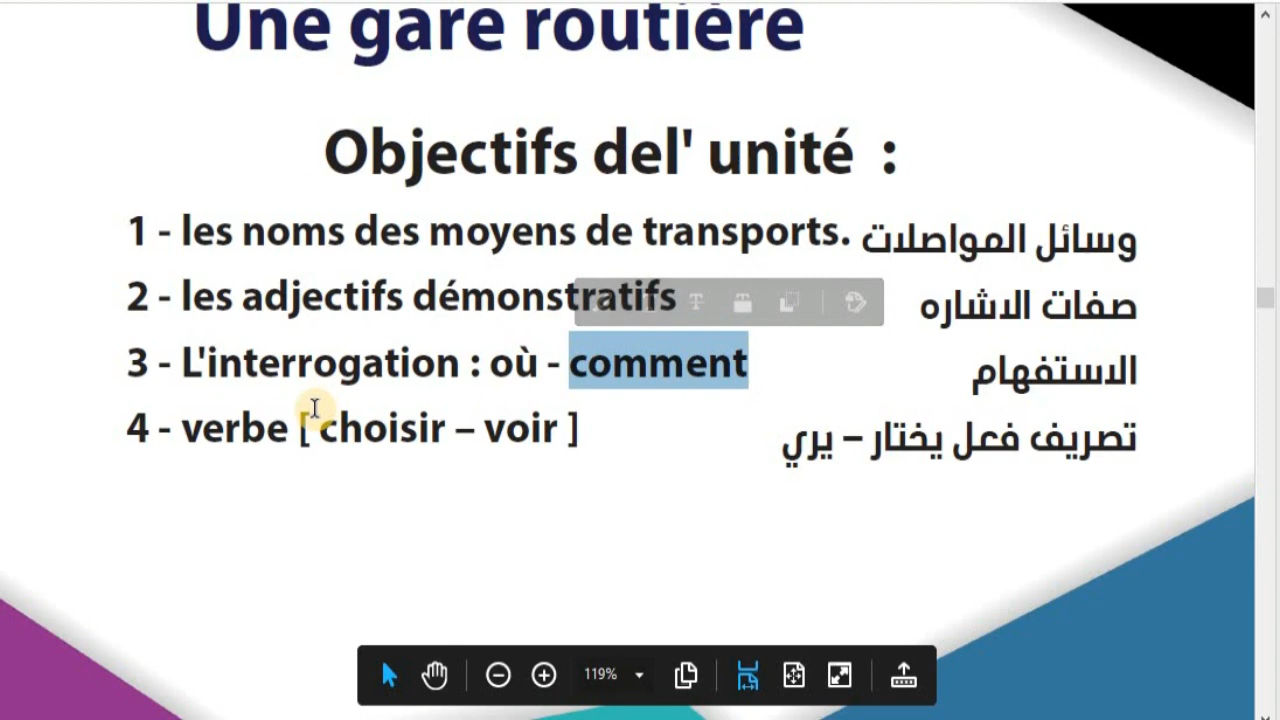 Une gare routière
Objectifs del' unité :
1 - les noms des moyens de transports. وسائل المواصلات
2 - les adjectifs démonstratifs صفات الاشاره
3 - L'interrogation : où - comment الاستفهام
4 - verbe [ choisir – voir ] تصريف فعل يختار – يري
119%